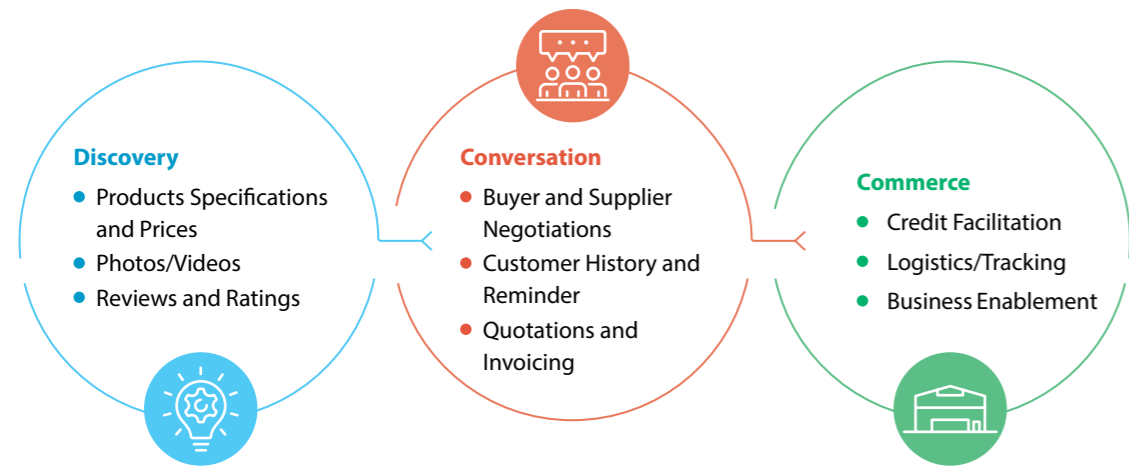 Discovery
Products Specifications
and Prices
Photos/Videos
Reviews and Ratings
Conversation
Buyer and Supplier
Negotiations
Customer History and
Reminder
Quotations and
Invoicing
Commerce
Credit Facilitation
Logistics/Tracking
Business Enablement